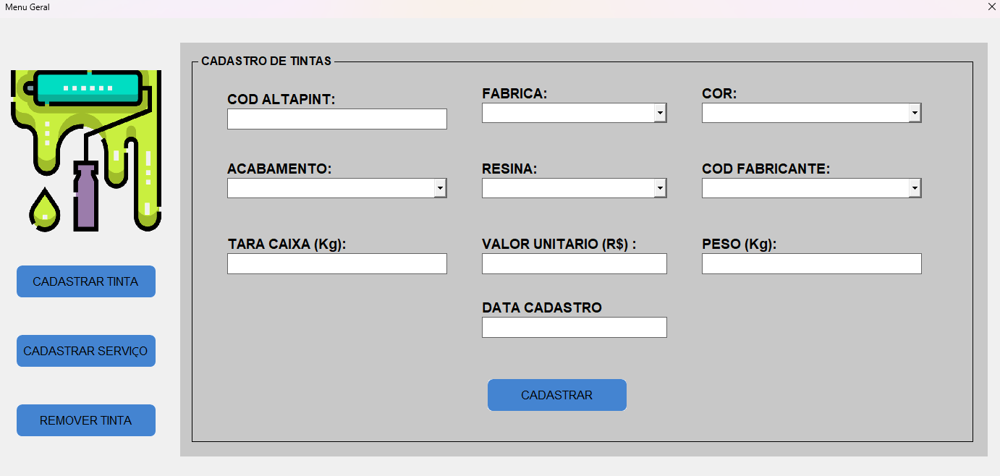 Menu Geral
CADASTRO DE TINTAS
COD ALTAPINT:
FABRICA:
COR:
ACABAMENTO:
RESINA:
COD FABRICANTE:
TARA CAIXA (Kg):
VALOR UNITARIO (R$) :
PESO (Kg):
DATA CADASTRO
CADASTRAR
CADASTRAR TINTA
CADASTRAR SERVIÇO
REMOVER TINTA